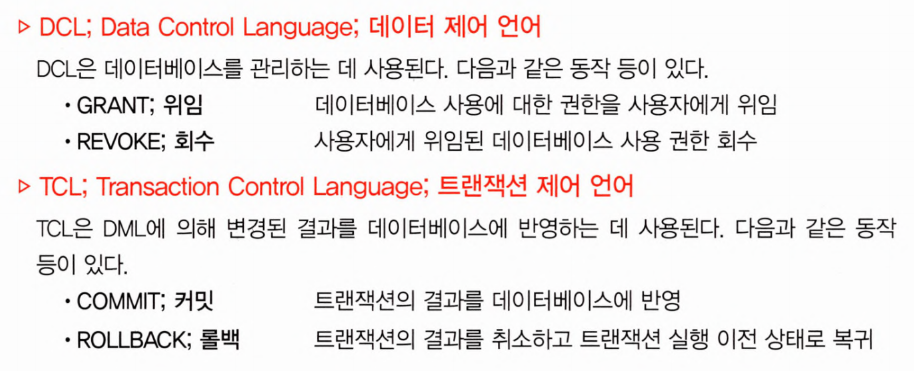 ▷ DCL; Data Control Language; 데이터 제어 언어
DCL은 데이터베이스를 관리하는 데 사용된다. 다음과 같은 동작 등이 있다.
• GRANT; 위임 데이터베이스 사용에 대한 권한을 사용자에게 위임
• REVOKE; 회수 사용자에게 위임된 데이터베이스 사용 권한 회수
▷ TCL; Transaction Control Language; 트랜잭션 제어 언어
TCL은 DML에 의해 변경된 결과를 데이터베이스에 반영하는 데 사용된다. 다음과 같은 동작
등이 있다.
• COMMIT; 커밋 트랜잭션의 결과를 데이터베이스에 반영
• ROLLBACK; 롤백 트랜잭션의 결과를 취소하고 트랜잭션 실행 이전 상태로 복귀